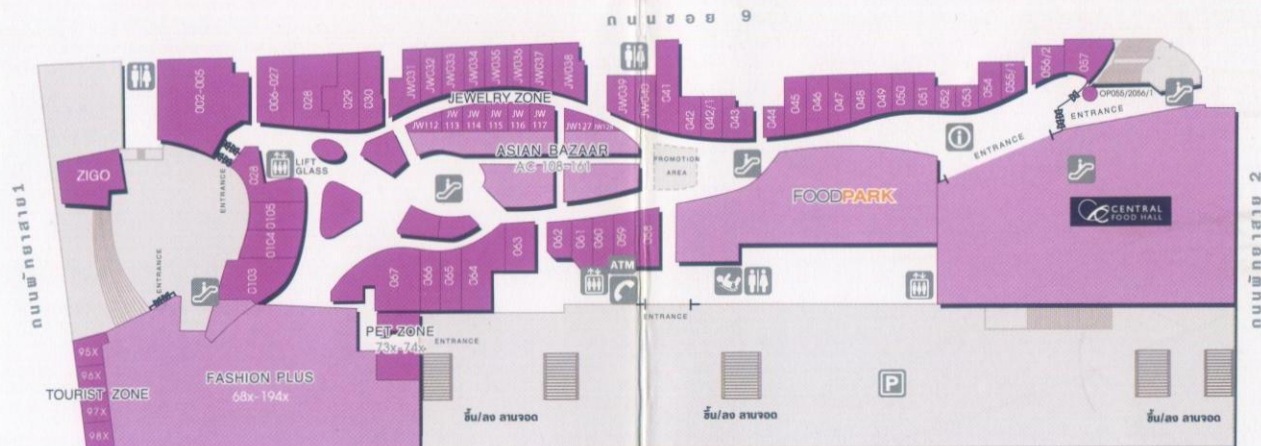 ถนนซอย 9
002-005
006-027
028
029
030
JW031
JW032
JW033
JW034
JW035
JW036
JW037
JW038
JEWELRY ZONE
JW039
JW040
041
042
042/1
043
044
045
046
047
048
049
050
051
052
053
054
055/1
056/2
057
OP055/2056/1
ENTRANCE
ENTRANCE
JW112
JW 113
JW 114
JW 115
JW 116
JW 117
JW127
ASIAN BAZAAR
AC 108-161
PROMOTION
AREA
LIFT
GLASS
ENTRANCE
028
0105
0104
0103
ZIGO
ENTRANCE
FOODPARK
CENTRAL
FOOD HALL
ถนนพัทยาสาย 1
ถนนพัทยาสาย 2
063
062
061
060
059
058
067
066
065
064
ATM
ENTRANCE
PET ZONE
73x-74x
ENTRANCE
95X
96X
97X
98X
TOURIST ZONE
FASHION PLUS
68x-194x
P
ขึ้น/ลง ลานจอด
ขึ้น/ลง ลานจอด
ขึ้น/ลง ลานจอด